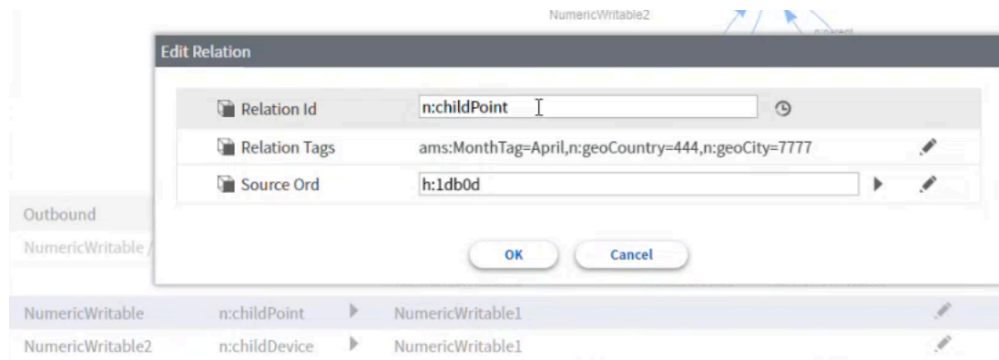 NumericWritable2
n:parent
Edit Relation
Relation Id n:childPoint
Relation Tags ams:MonthTag=April,n:geoCountry=444,n:geoCity=7777
Source Ord h:1db0d
Outbound
NumericWritable /
OK Cancel
NumericWritable n:childPoint NumericWritable1
NumericWritable2 n:childDevice NumericWritable1